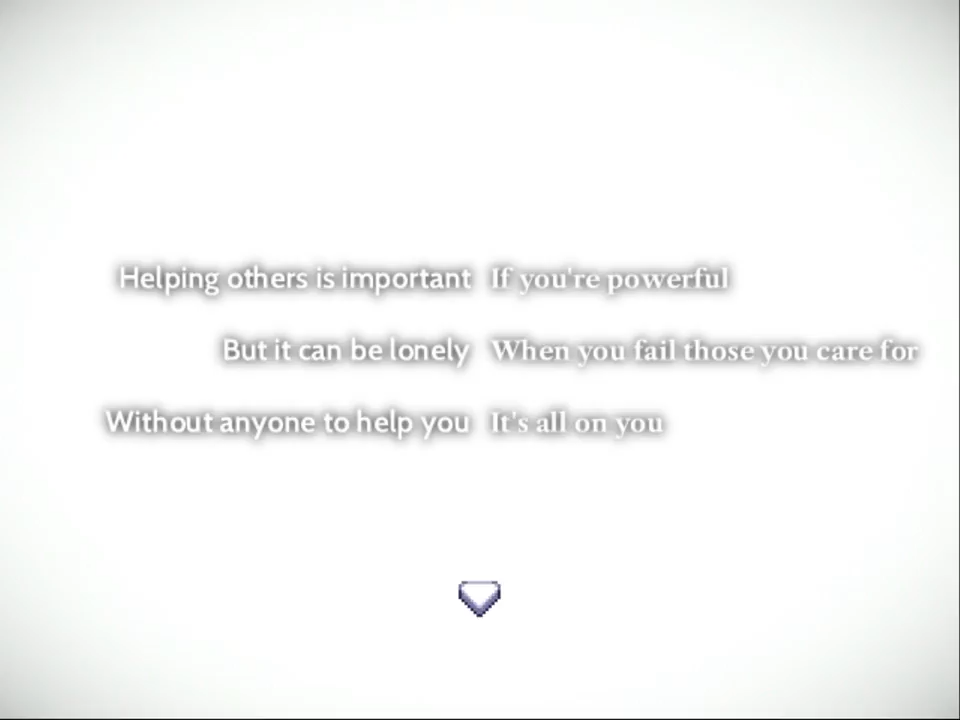 Helping others is important If you're powerful
But it can be lonely When you fail those you care for
Without anyone to help you It's all on you